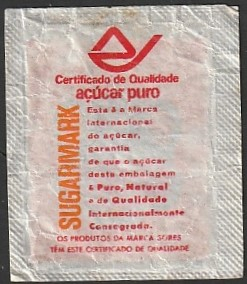 Certificado de Qualidade
açúcar puro
SUGARMARK
Esta é a Marca
Internacional
do açúcar,
garantia
de que o açúcar
desta embalagem
é Puro, Natural
e de Qualidade
Internacionalmente
Consagrada.
OS PRODUTOS DA MARCA SORES
TÊM ESTE CERTIFICADO DE QUALIDADE